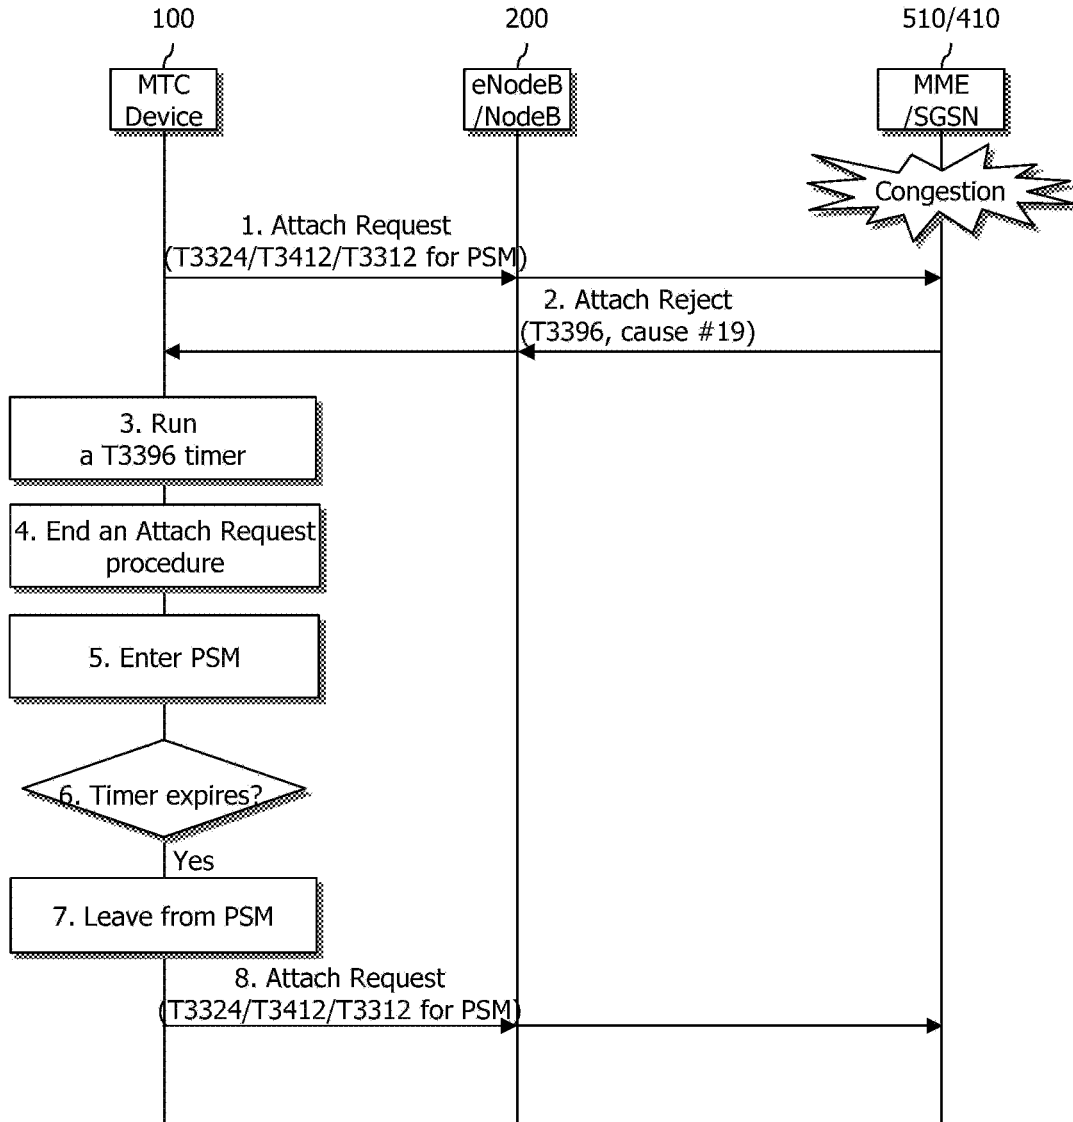 100
200
510/410
MTC
Device
eNodeB
/NodeB
MME
/SGSN
Congestion
1. Attach Request
(T3324/T3412/T3312 for PSM)
2. Attach Reject
(T3396, cause #19)
3. Run
a T3396 timer
4. End an Attach Request
procedure
5. Enter PSM
6. Timer expires?
Yes
7. Leave from PSM
8. Attach Request
(T3324/T3412/T3312 for PSM)